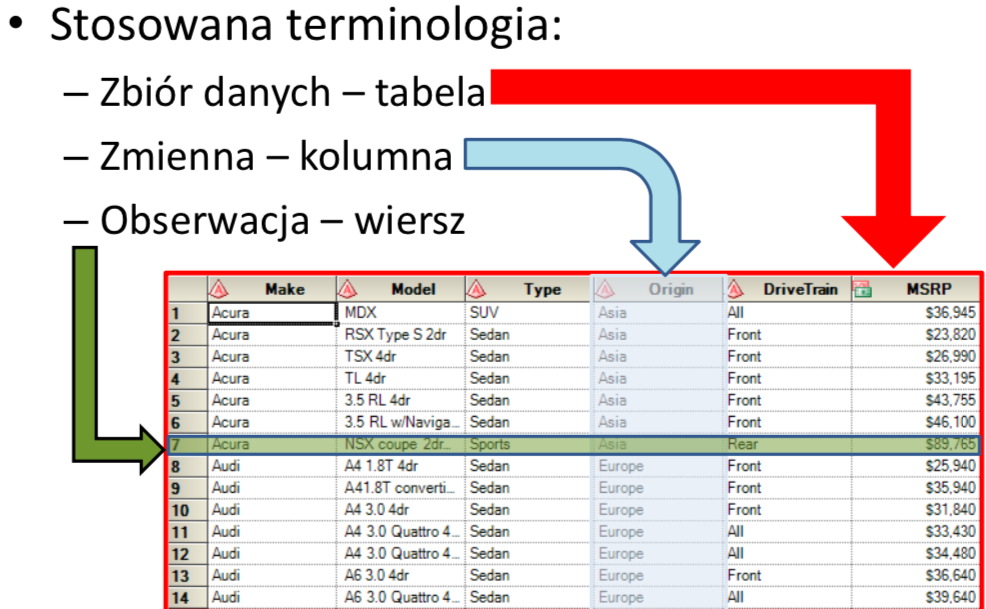 • Stosowana terminologia:
– Zbiór danych – tabela
– Zmienna – kolumna
– Obserwacja – wiersz
Make Model Type Origin DriveTrain MSRP
1 Acura MDX SUV Asia All $36,945
2 Acura RSX Type S 2dr Sedan Asia Front $23,820
3 Acura TSX 4dr Sedan Asia Front $26,990
4 Acura TL 4dr Sedan Asia Front $33,195
5 Acura 3.5 RL 4dr Sedan Asia Front $43,755
6 Acura 3.5 RL w/Naviga... Sedan Asia Front $46,100
7 Acura NSX coupe 2dr... Sports Asia Rear $89,765
8 Audi A4 1.8T 4dr Sedan Europe Front $25,940
9 Audi A41.8T converti... Sedan Europe Front $35,940
10 Audi A4 3.0 4dr Sedan Europe Front $31,840
11 Audi A4 3.0 Quattro 4... Sedan Europe All $33,430
12 Audi A4 3.0 Quattro 4... Sedan Europe All $34,480
13 Audi A6 3.0 4dr Sedan Europe Front $36,640
14 Audi A6 3.0 Quattro 4... Sedan Europe All $39,640